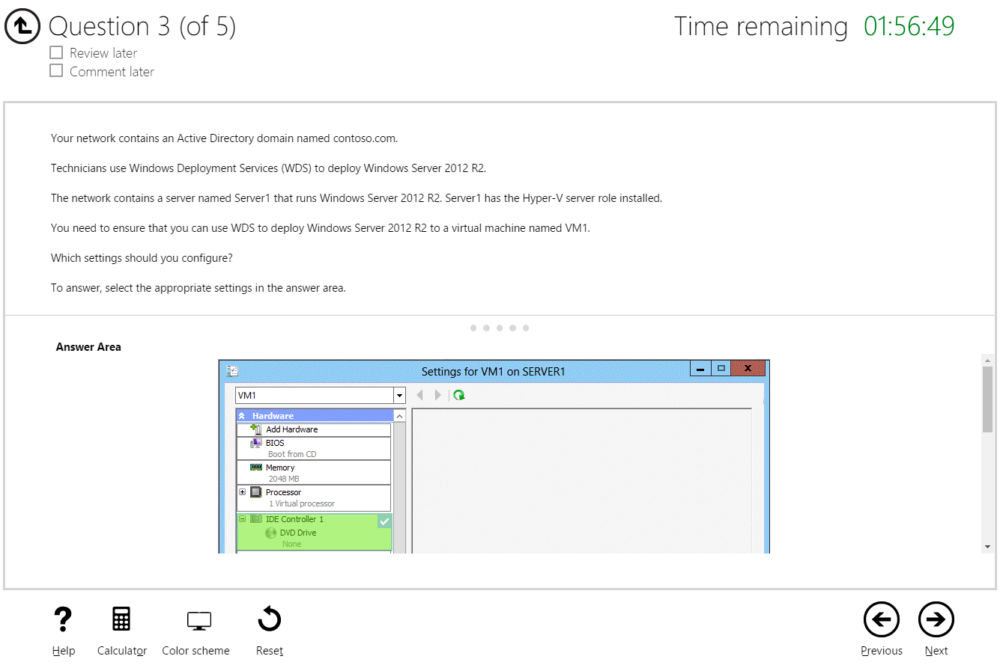 Question 3 (of 5)
Time remaining 01:56:49
Review later
Comment later
Your network contains an Active Directory domain named contoso.com.
Technicians use Windows Deployment Services (WDS) to deploy Windows Server 2012 R2.
The network contains a server named Server1 that runs Windows Server 2012 R2. Server1 has the Hyper-V server role installed.
You need to ensure that you can use WDS to deploy Windows Server 2012 R2 to a virtual machine named VM1.
Which settings should you configure?
To answer, select the appropriate settings in the answer area.
Answer Area
Settings for VM1 on SERVER1
VM1
Hardware
Add Hardware
BIOS
Boot from CD
Memory
2048 MB
Processor
1 Virtual processor
IDE Controller 1
DVD Drive
None
Help
Calculator
Color scheme
Reset
Previous
Next